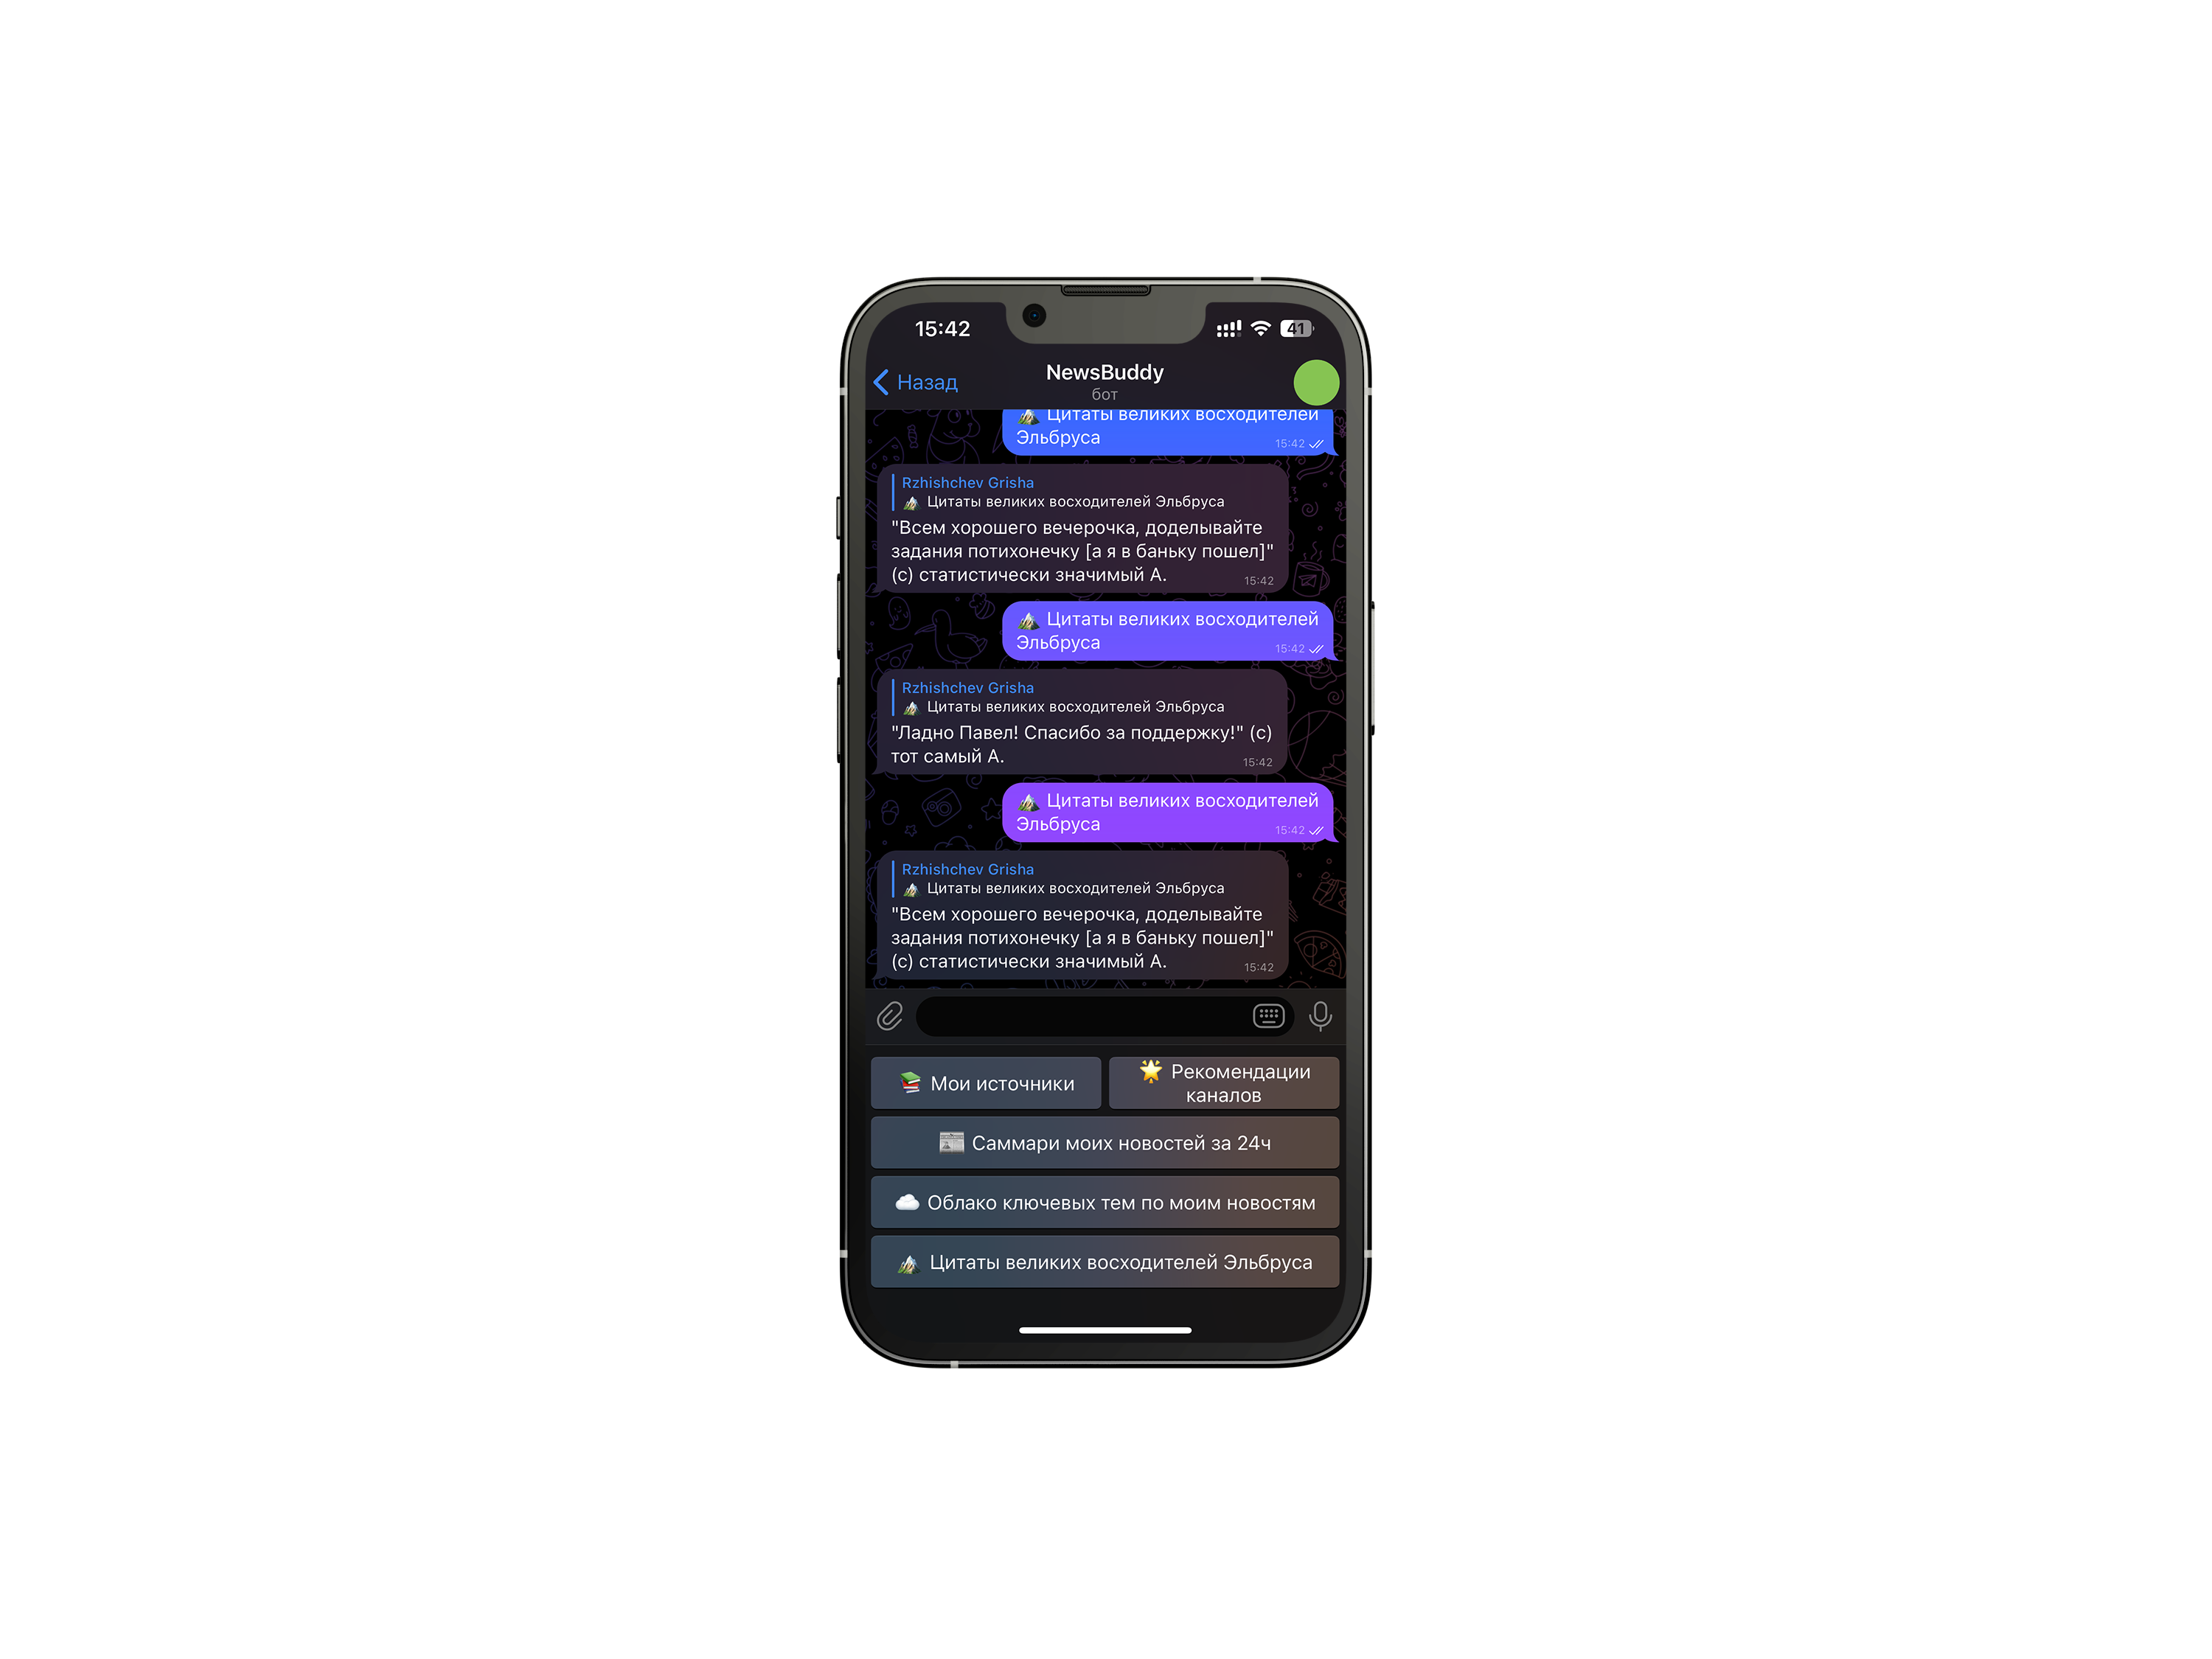 15:42
41
Назад
NewsBuddy
бот
🏔 Цитаты великих восходителей
Эльбруса
15:42
Rzhishchev Grisha
🏔 Цитаты великих восходителей Эльбруса
"Всем хорошего вечерочка, доделывайте
задания потихонечку [а я в баньку пошел]"
(с) статистически значимый А.
15:42
🏔 Цитаты великих восходителей
Эльбруса
15:42
Rzhishchev Grisha
🏔 Цитаты великих восходителей Эльбруса
"Ладно Павел! Спасибо за поддержку!" (с)
тот самый А.
15:42
🏔 Цитаты великих восходителей
Эльбруса
15:42
Rzhishchev Grisha
🏔 Цитаты великих восходителей Эльбруса
"Всем хорошего вечерочка, доделывайте
задания потихонечку [а я в баньку пошел]"
(с) статистически значимый А.
15:42
📚 Мои источники
🌟 Рекомендации
каналов
📰 Саммари моих новостей за 24ч
☁️ Облако ключевых тем по моим новостям
🏔 Цитаты великих восходителей Эльбруса